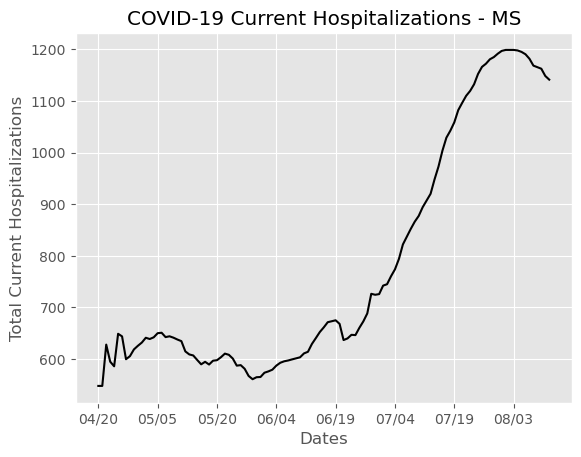 COVID-19 Current Hospitalizations - MS
Total Current Hospitalizations
1200
1100
1000
900
800
700
600
04/20 05/05 05/20 06/04 06/19 07/04 07/19 08/03
Dates